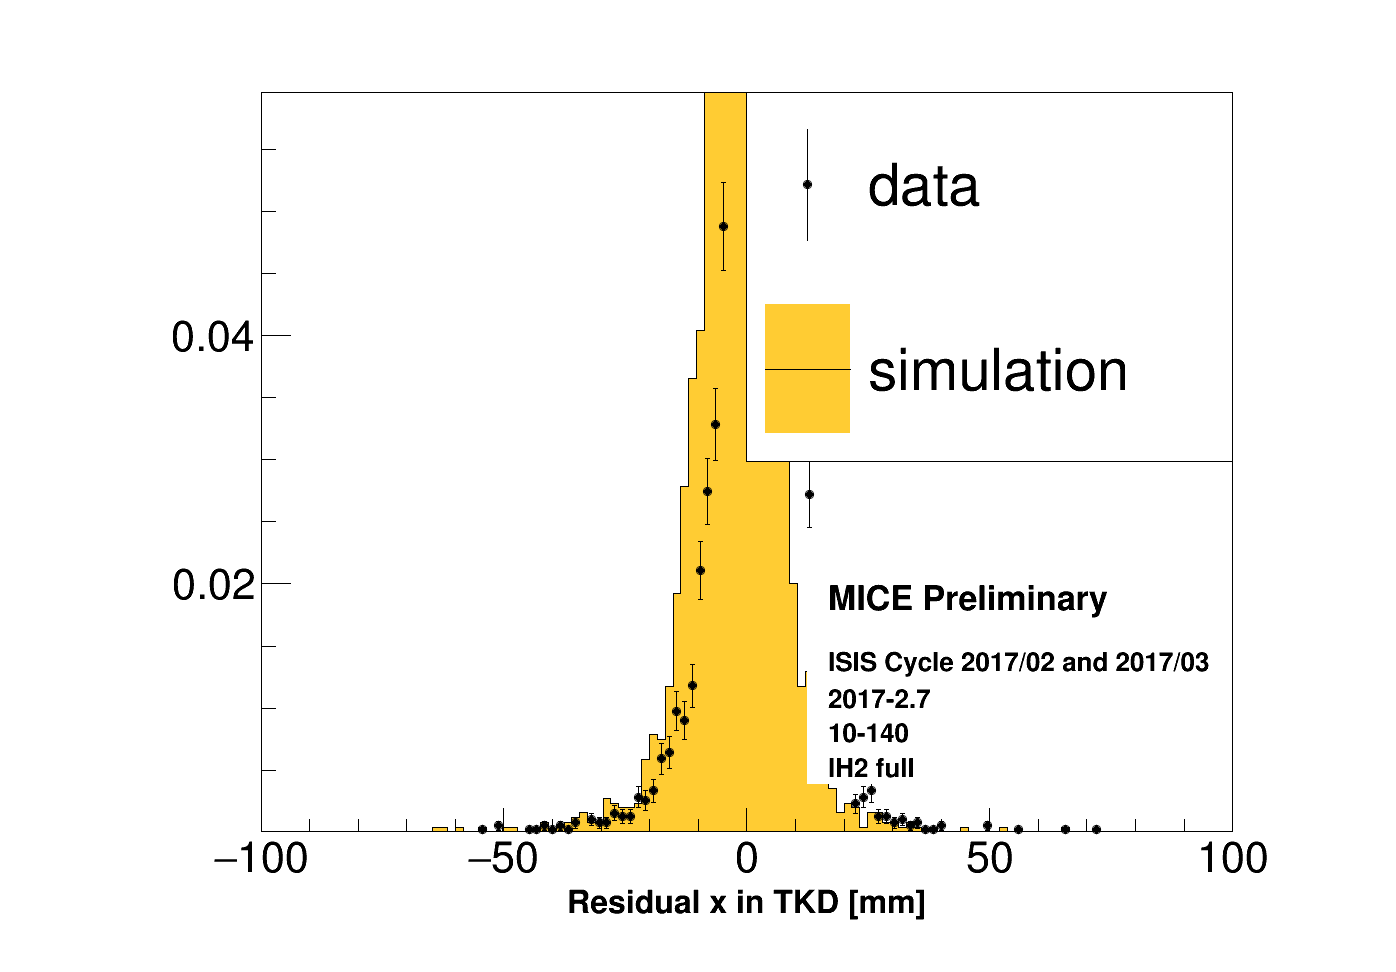 data
0.04
simulation
0.02
MICE Preliminary
ISIS Cycle 2017/02 and 2017/03
2017-2.7
10-140
IH2 full
−100 −50 0 50 100
Residual x in TKD [mm]